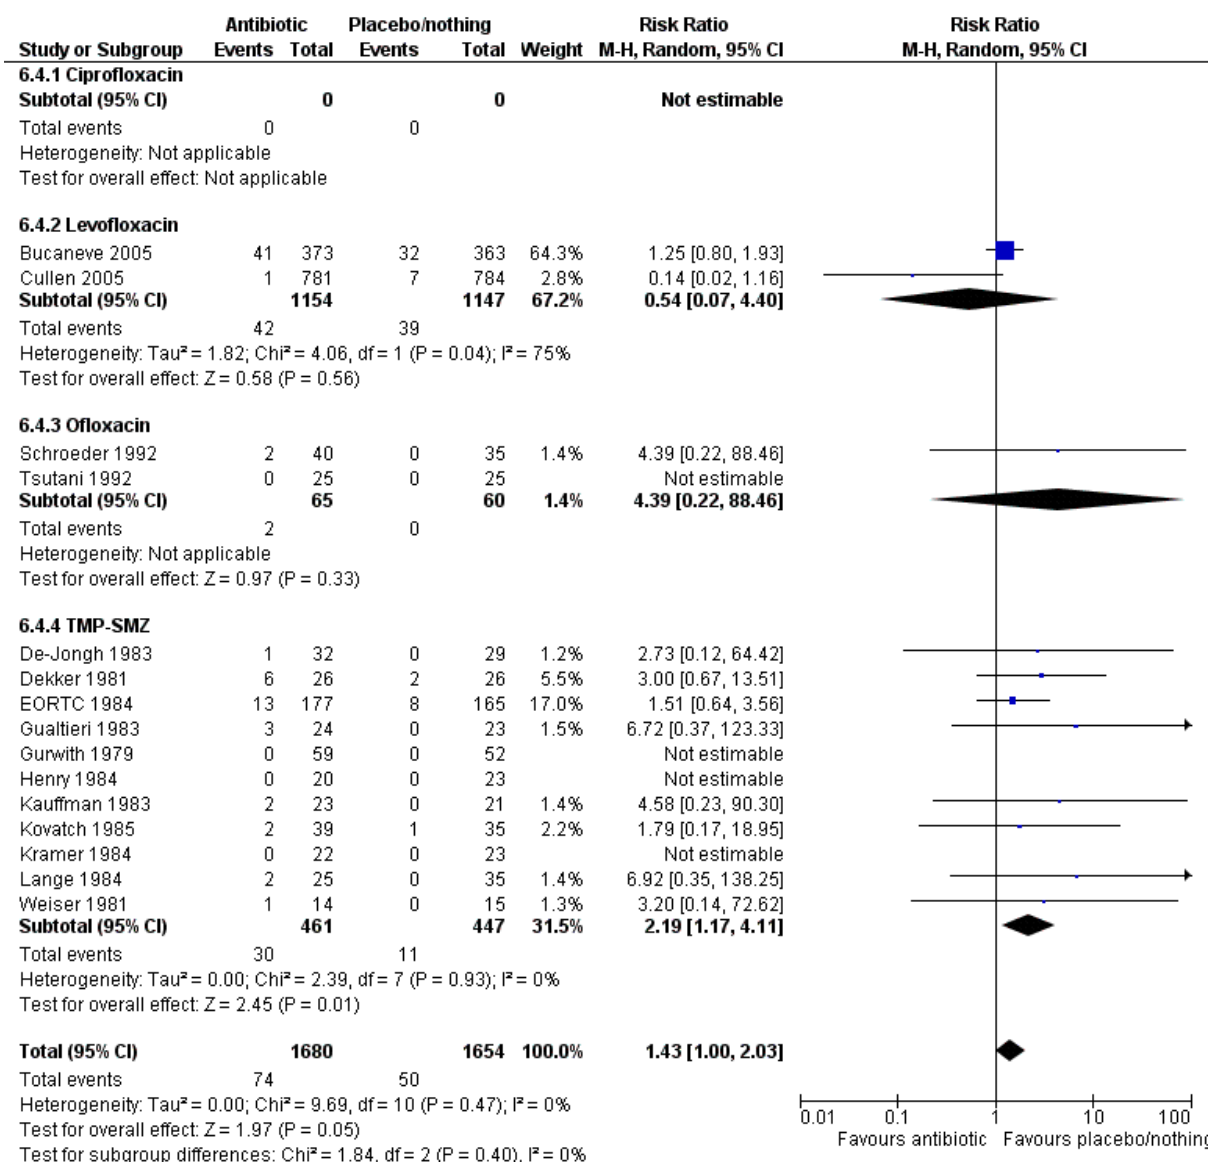 Antibiotic Placebo/nothing Risk Ratio Risk Ratio
Study or Subgroup Events Total Events Total Weight M-H, Random, 95% CI M-H, Random, 95% CI
6.4.1 Ciprofloxacin
Subtotal (95% CI) 0 0 Not estimable
Total events 0 0
Heterogeneity: Not applicable
Test for overall effect: Not applicable
6.4.2 Levofloxacin
Bucaneve 2005 41 373 32 363 64.3% 1.25 [0.80, 1.93]
Cullen 2005 1 781 7 784 2.8% 0.14 [0.02, 1.16]
Subtotal (95% CI) 1154 1147 67.2% 0.54 [0.07, 4.40]
Total events 42 39
Heterogeneity: Tau² = 1.82; Chi² = 4.06, df = 1 (P = 0.04); I² = 75%
Test for overall effect: Z = 0.58 (P = 0.56)
6.4.3 Ofloxacin
Schroeder 1992 2 40 0 35 1.4% 4.39 [0.22, 88.46]
Tsutani 1992 0 25 0 25 Not estimable
Subtotal (95% CI) 65 60 1.4% 4.39 [0.22, 88.46]
Total events 2 0
Heterogeneity: Not applicable
Test for overall effect: Z = 0.97 (P = 0.33)
6.4.4 TMP-SMZ
De-Jongh 1983 1 32 0 29 1.2% 2.73 [0.12, 64.42]
Dekker 1981 6 26 2 26 5.5% 3.00 [0.67, 13.51]
EORTC 1984 13 177 8 165 17.0% 1.51 [0.64, 3.56]
Gualtieri 1983 3 24 0 23 1.5% 6.72 [0.37, 123.33]
Gurwith 1979 0 59 0 52 Not estimable
Henry 1984 0 20 0 23 Not estimable
Kauffman 1983 2 23 0 21 1.4% 4.58 [0.23, 90.30]
Kovatch 1985 2 39 1 35 2.2% 1.79 [0.17, 18.95]
Kramer 1984 0 22 0 23 Not estimable
Lange 1984 2 25 0 35 1.4% 6.92 [0.35, 138.25]
Weiser 1981 1 14 0 15 1.3% 3.20 [0.14, 72.62]
Subtotal (95% CI) 461 447 31.5% 2.19 [1.17, 4.11]
Total events 30 11
Heterogeneity: Tau² = 0.00; Chi² = 2.39, df = 7 (P = 0.93); I² = 0%
Test for overall effect: Z = 2.45 (P = 0.01)
Total (95% CI) 1680 1654 100.0% 1.43 [1.00, 2.03]
Total events 74 50
Heterogeneity: Tau² = 0.00; Chi² = 9.69, df = 10 (P = 0.47); I² = 0%
Test for overall effect: Z = 1.97 (P = 0.05)
Test for subgroup differences: Chi² = 1.84, df = 2 (P = 0.40), I² = 0%
0.01 0.1 1 10 100
Favours antibiotic Favours placebo/nothing